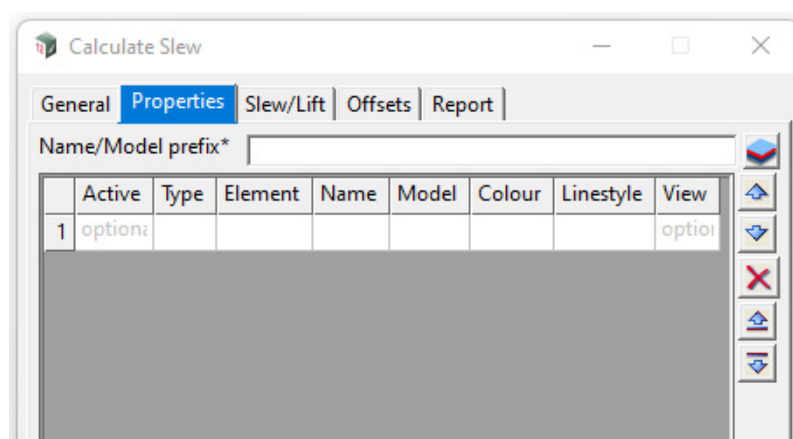 Calculate Slew
General Properties Slew/Lift Offsets Report
Name/Model prefix*
Active Type Element Name Model Colour Linestyle View
1 optiona optio